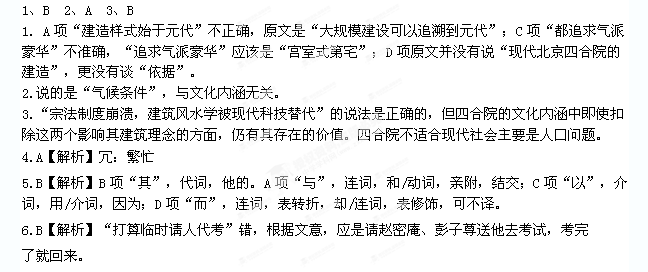 1、B　2、A　3、B
1. A项“建造样式始于元代”不正确，原文是“大规模建设可以追溯到元代”；C项“都追求气派
豪华”不准确，“追求气派豪华”应该是“宫室式第宅”；D项原文并没有说“现代北京四合院的
建造”，更没有谈“依据”。
2.说的是“气候条件”，与文化内涵无关。
3.“宗法制度崩溃，建筑风水学被现代科技替代”的说法是正确的，但四合院的文化内涵中即使扣
除这两个影响其建筑理念的方面，仍有其存在的价值。四合院不适合现代社会主要是人口问题。
4.A【解析】冗：繁忙
5.B【解析】B项“其”，代词，他的。A项“与”，连词，和/动词，亲附，结交；C项“以”，介
词，用/介词，因为；D项“而”，连词，表转折，却/连词，表修饰，可不译。
6.B【解析】“打算临时请人代考”错，根据文意，应是请赵密庵、彭子尊送他去考试，考完
了就回来。